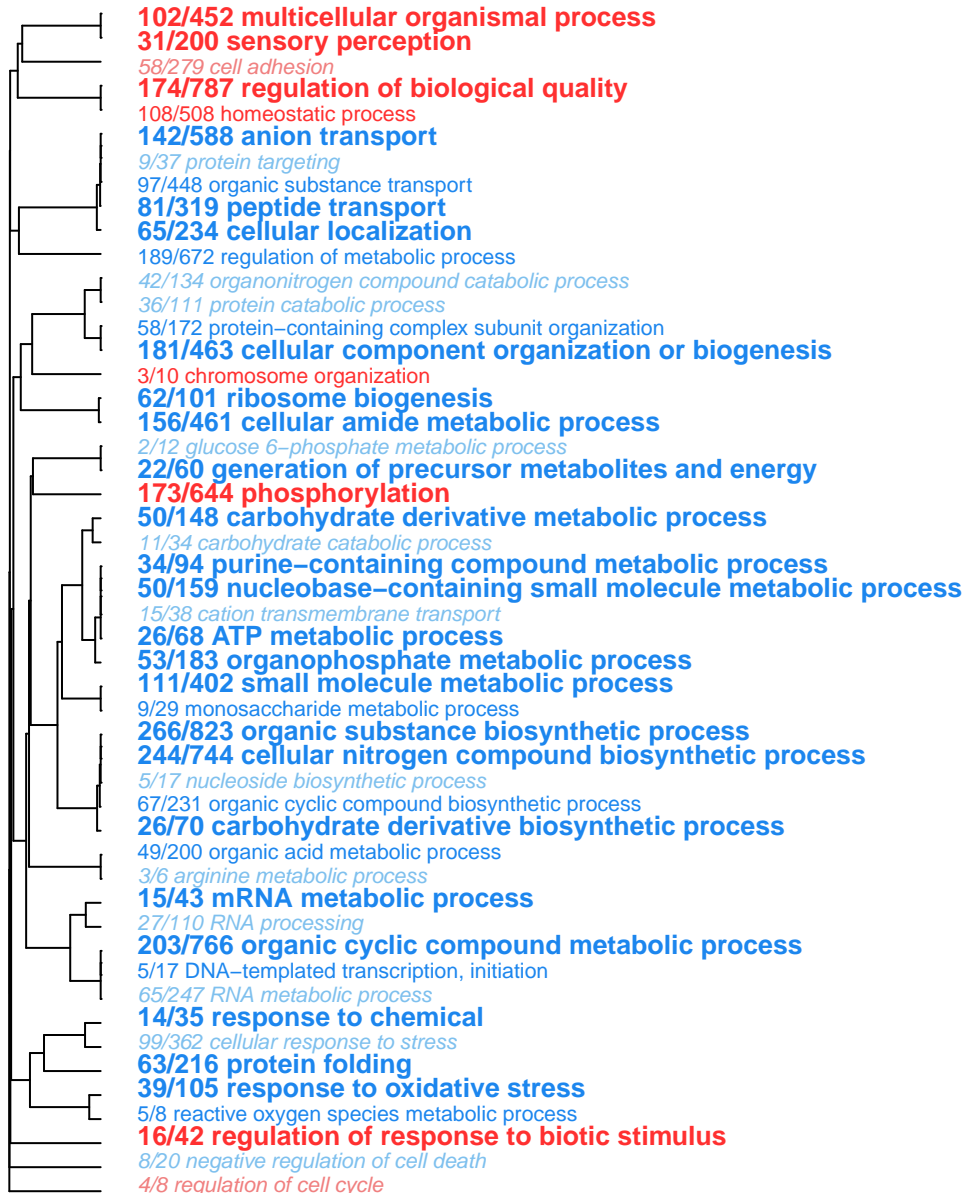 102/452 multicellular organismal process
31/200 sensory perception
58/279 cell adhesion
174/787 regulation of biological quality
108/508 homeostatic process
142/588 anion transport
9/37 protein targeting
97/448 organic substance transport
81/319 peptide transport
65/234 cellular localization
189/672 regulation of metabolic process
42/134 organonitrogen compound catabolic process
36/111 protein catabolic process
58/172 protein−containing complex subunit organization
181/463 cellular component organization or biogenesis
3/10 chromosome organization
62/101 ribosome biogenesis
156/461 cellular amide metabolic process
2/12 glucose 6−phosphate metabolic process
22/60 generation of precursor metabolites and energy
173/644 phosphorylation
50/148 carbohydrate derivative metabolic process
11/34 carbohydrate catabolic process
34/94 purine−containing compound metabolic process
50/159 nucleobase−containing small molecule metabolic process
15/38 cation transmembrane transport
26/68 ATP metabolic process
53/183 organophosphate metabolic process
111/402 small molecule metabolic process
9/29 monosaccharide metabolic process
266/823 organic substance biosynthetic process
244/744 cellular nitrogen compound biosynthetic process
5/17 nucleoside biosynthetic process
67/231 organic cyclic compound biosynthetic process
26/70 carbohydrate derivative biosynthetic process
49/200 organic acid metabolic process
3/6 arginine metabolic process
15/43 mRNA metabolic process
27/110 RNA processing
203/766 organic cyclic compound metabolic process
5/17 DNA−templated transcription, initiation
65/247 RNA metabolic process
14/35 response to chemical
99/362 cellular response to stress
63/216 protein folding
39/105 response to oxidative stress
5/8 reactive oxygen species metabolic process
16/42 regulation of response to biotic stimulus
8/20 negative regulation of cell death
4/8 regulation of cell cycle